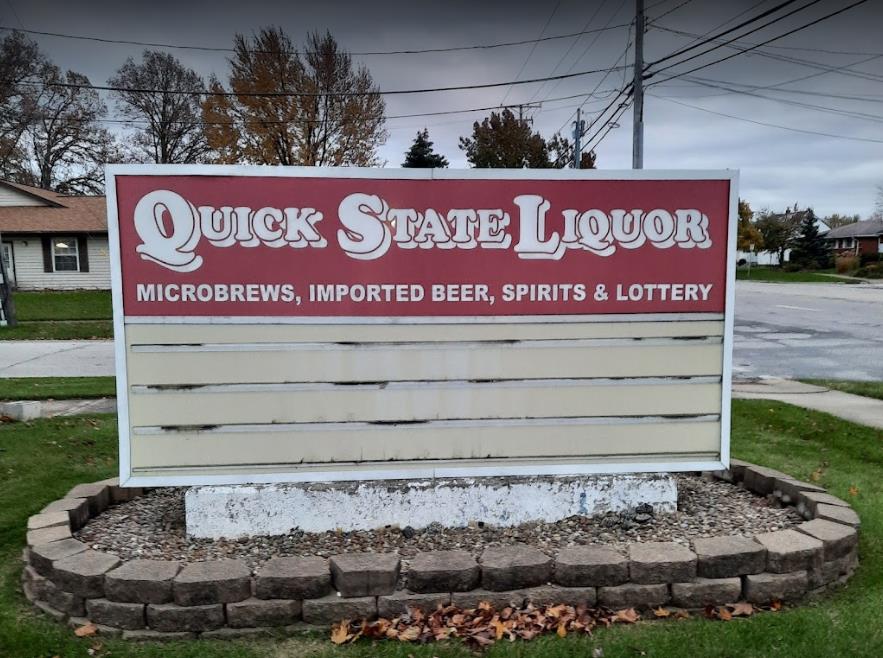 QUICK STATE LIQUOR
MICROBREWS, IMPORTED BEER, SPIRITS & LOTTERY